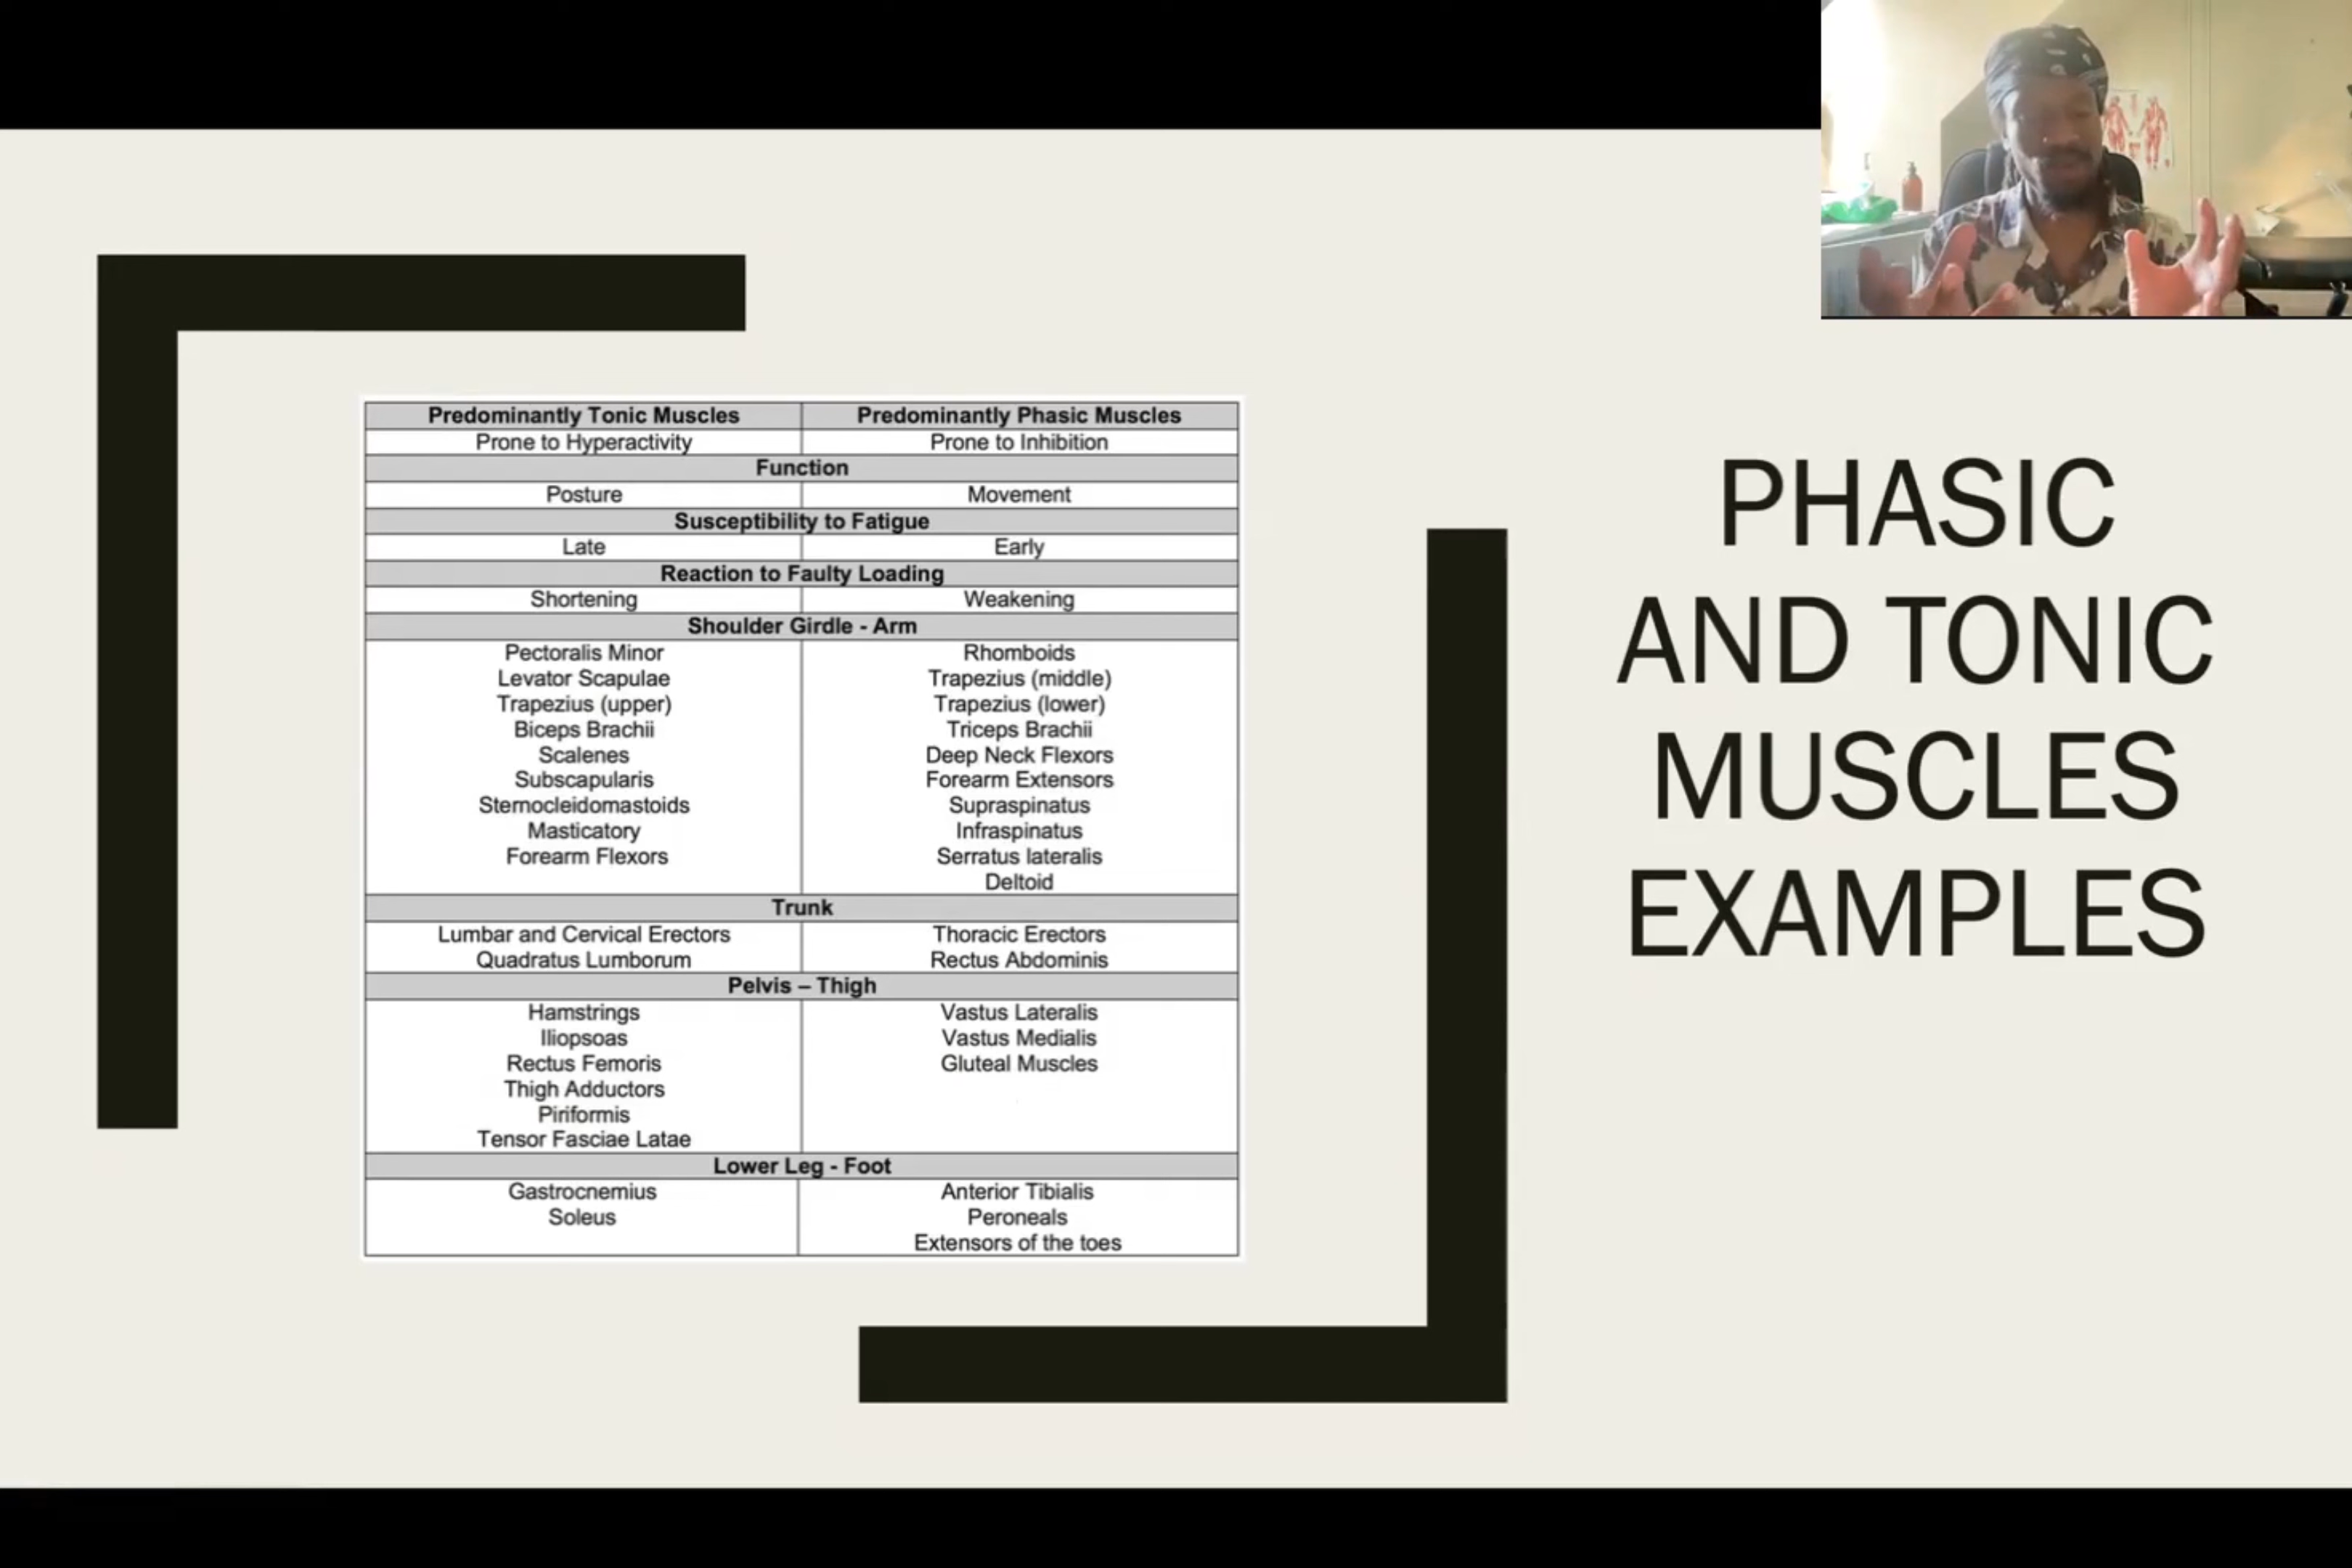 Predominantly Tonic Muscles Predominantly Phasic Muscles
Prone to Hyperactivity Prone to Inhibition
Function
Posture Movement
Susceptibility to Fatigue
Late Early
Reaction to Faulty Loading
Shortening Weakening
Shoulder Girdle - Arm
Pectoralis Minor Rhomboids
Levator Scapulae Trapezius (middle)
Trapezius (upper) Trapezius (lower)
Biceps Brachii Triceps Brachii
Scalenes Deep Neck Flexors
Subscapularis Forearm Extensors
Sternocleidomastoids Supraspinatus
Masticatory Infraspinatus
Forearm Flexors Serratus lateralis
Deltoid
Trunk
Lumbar and Cervical Erectors Thoracic Erectors
Quadratus Lumborum Rectus Abdominis
Pelvis – Thigh
Hamstrings Vastus Lateralis
Iliopsoas Vastus Medialis
Rectus Femoris Gluteal Muscles
Thigh Adductors
Piriformis
Tensor Fasciae Latae
Lower Leg - Foot
Gastrocnemius Anterior Tibialis
Soleus Peroneals
Extensors of the toes
PHASIC
AND TONIC
MUSCLES
EXAMPLES